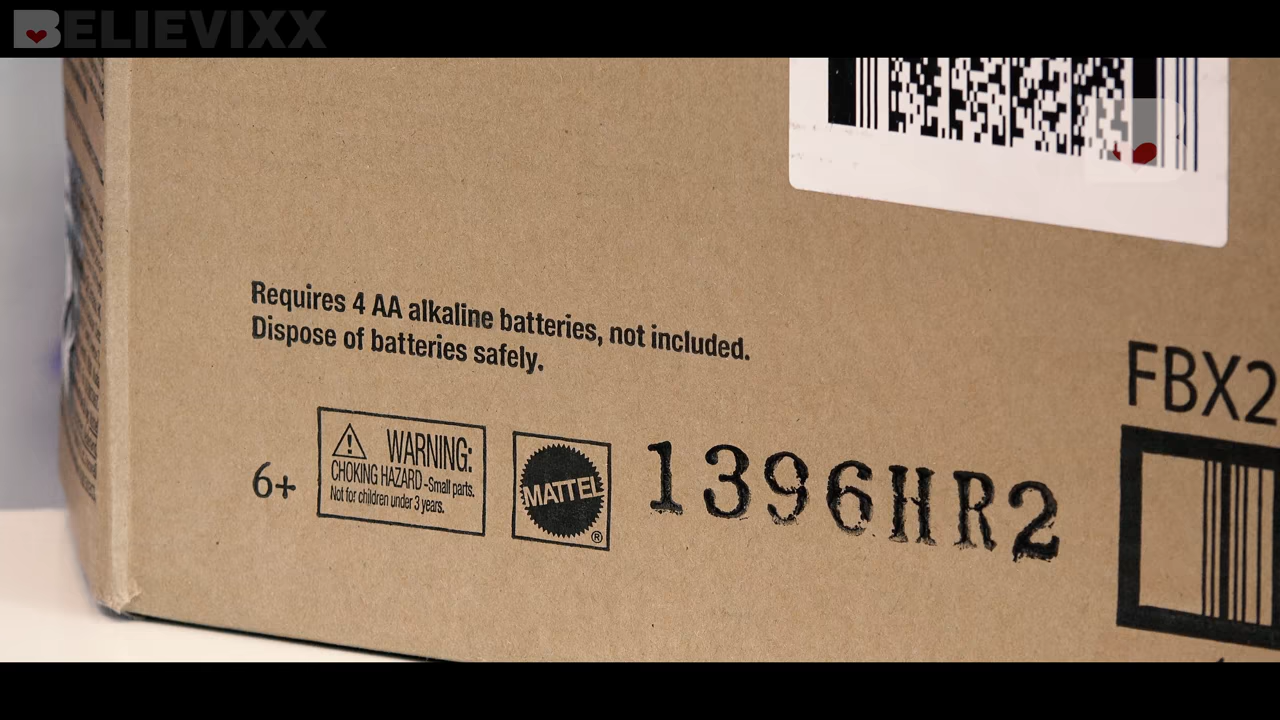 BELIEVIXX
Requires 4 AA alkaline batteries, not included.
Dispose of batteries safely.
FBX2
6+
WARNING:
CHOKING HAZARD-Small parts.
Not for children under 3 years.
MATTEL
®
1396HR2